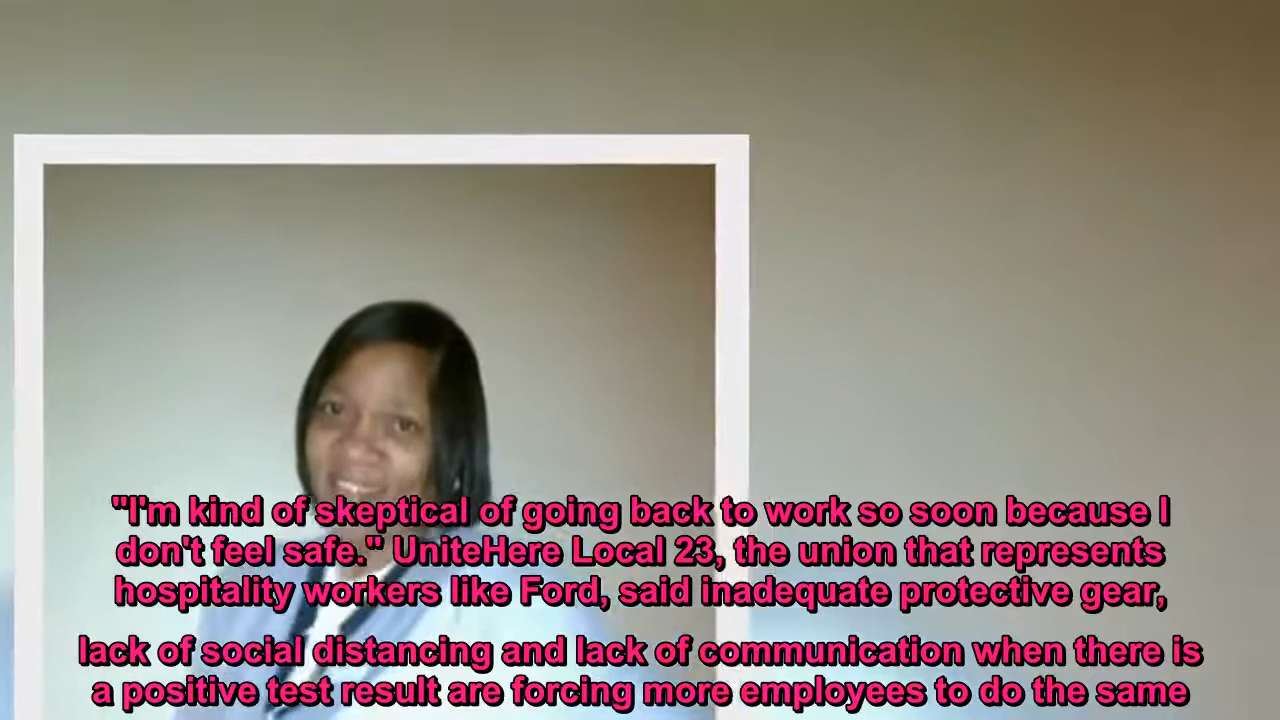 "I'm kind of skeptical of going back to work so soon because I
don't feel safe." UniteHere Local 23, the union that represents
hospitality workers like Ford, said inadequate protective gear,
lack of social distancing and lack of communication when there is
a positive test result are forcing more employees to do the same